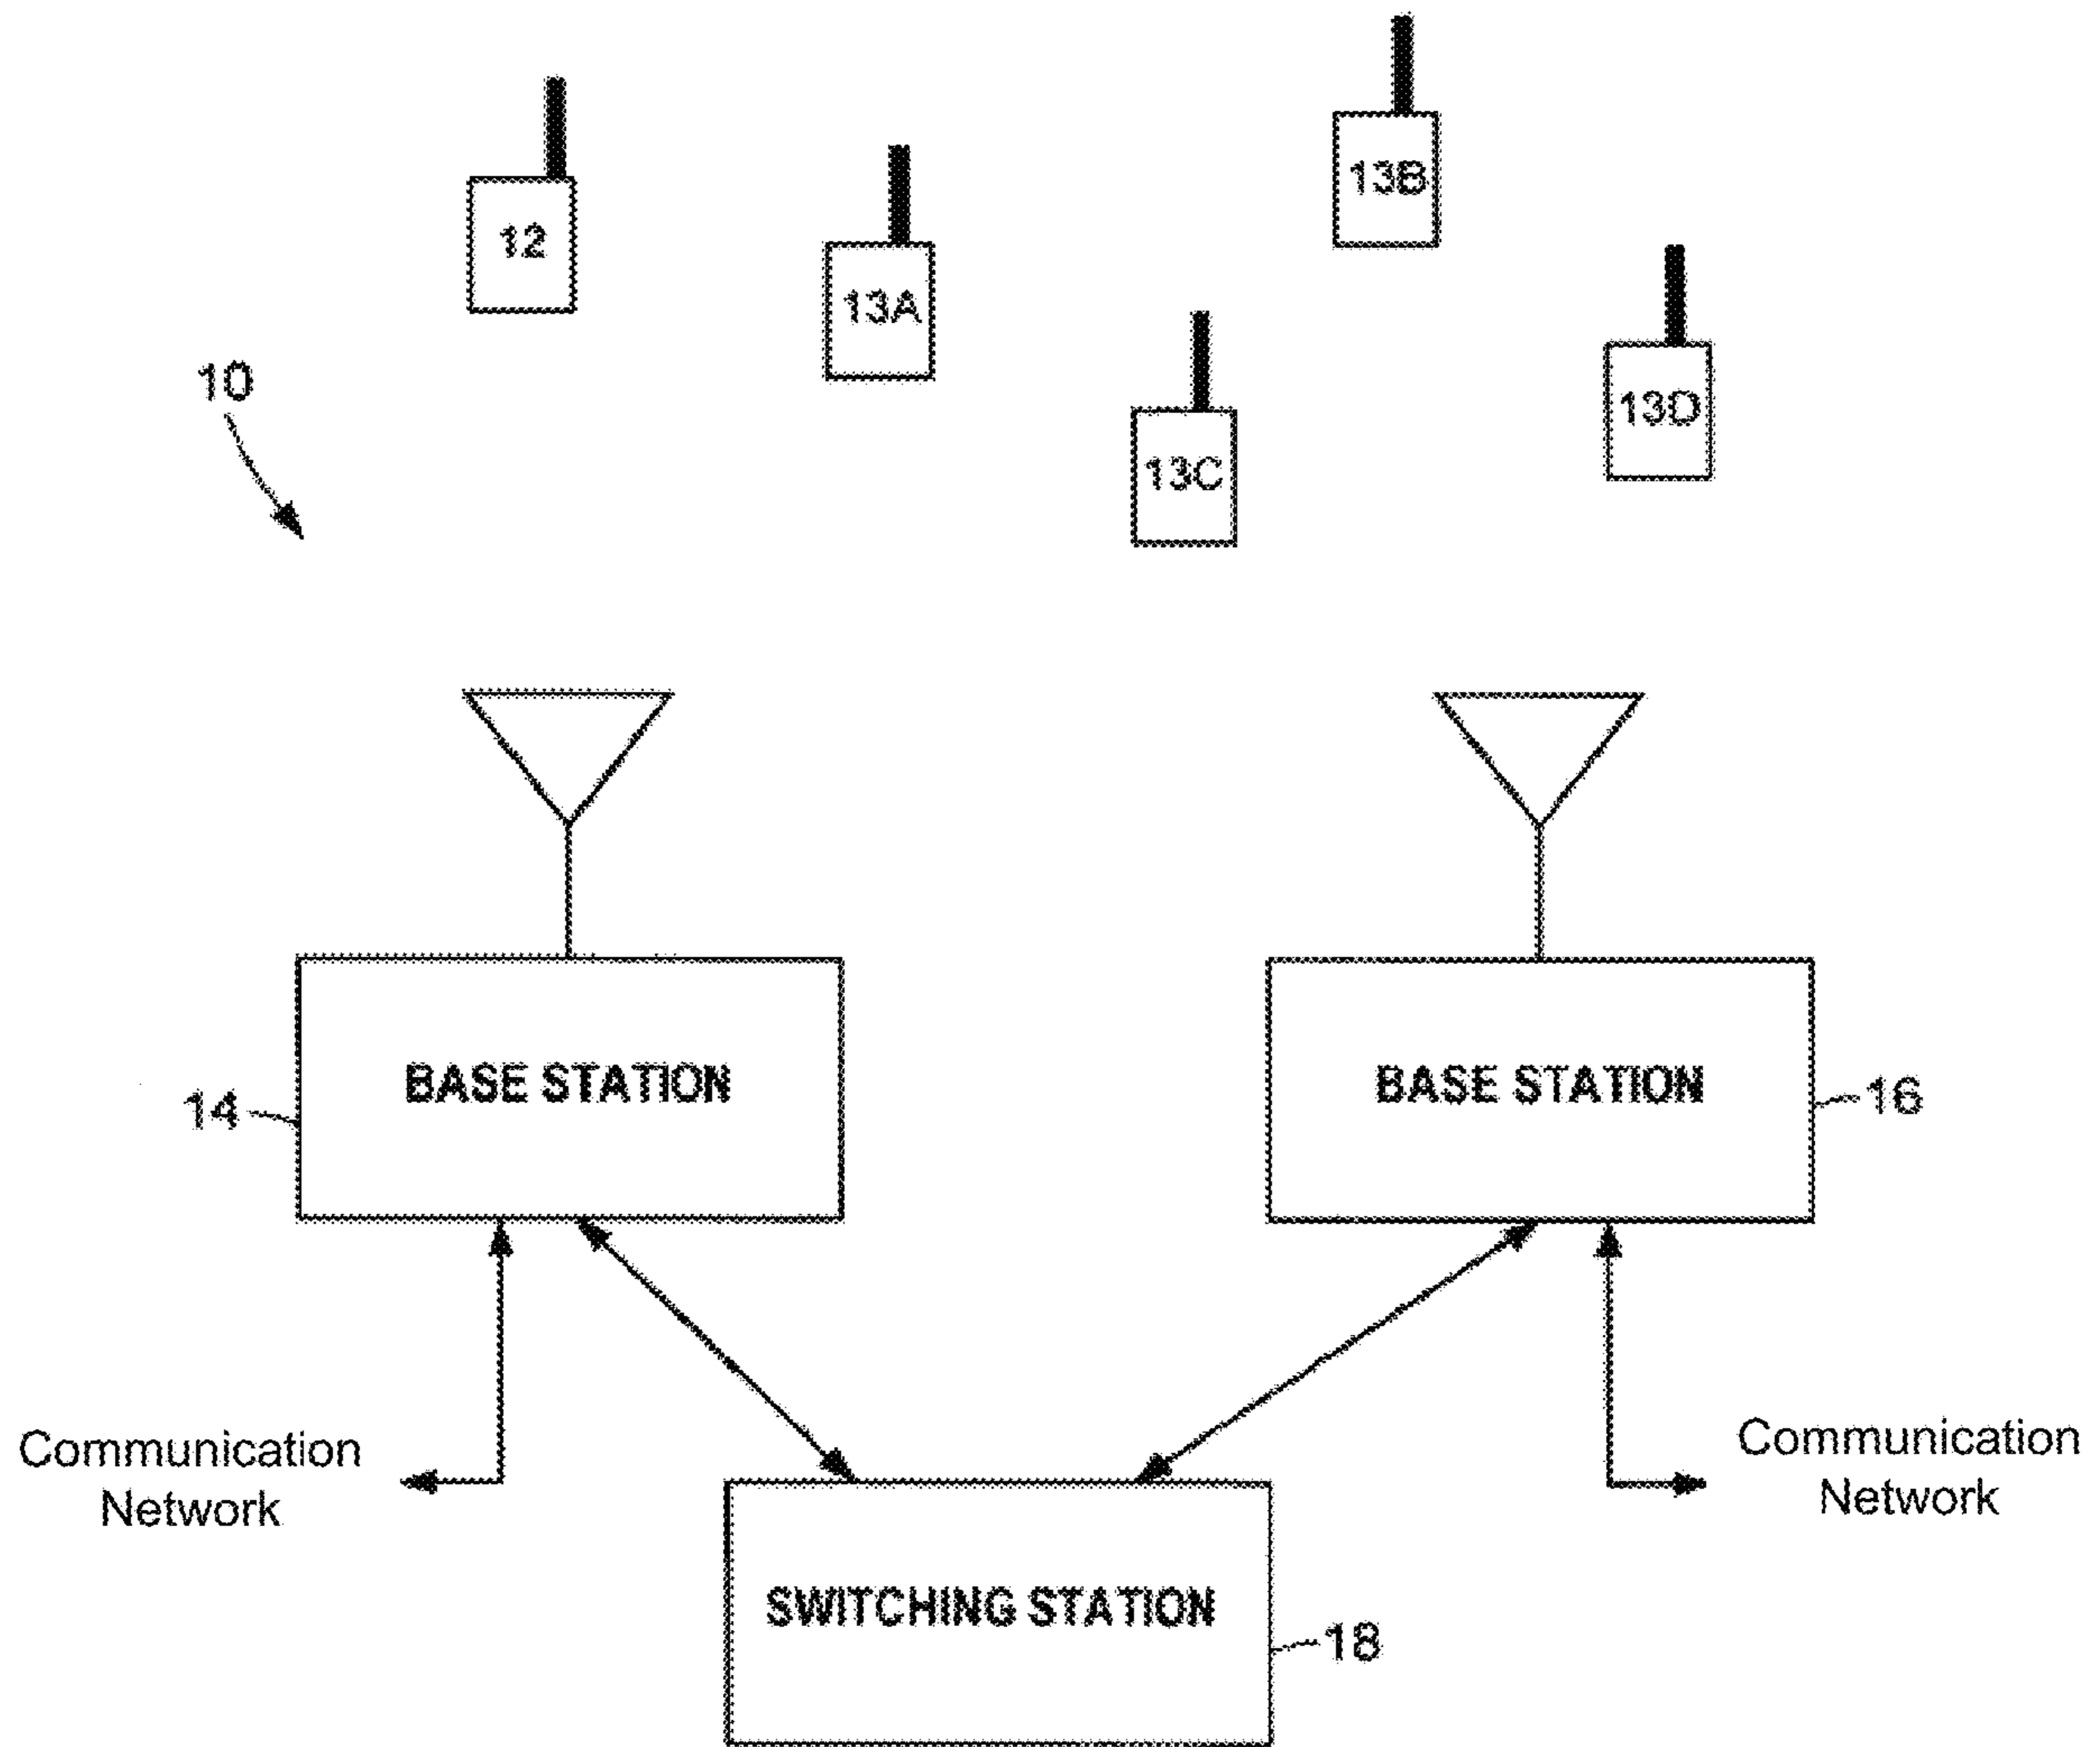 13B
12
13A
10
13D
13C
BASE STATION
BASE STATION
14
16
Communication
Network
Communication
Network
SWITCHING STATION
18